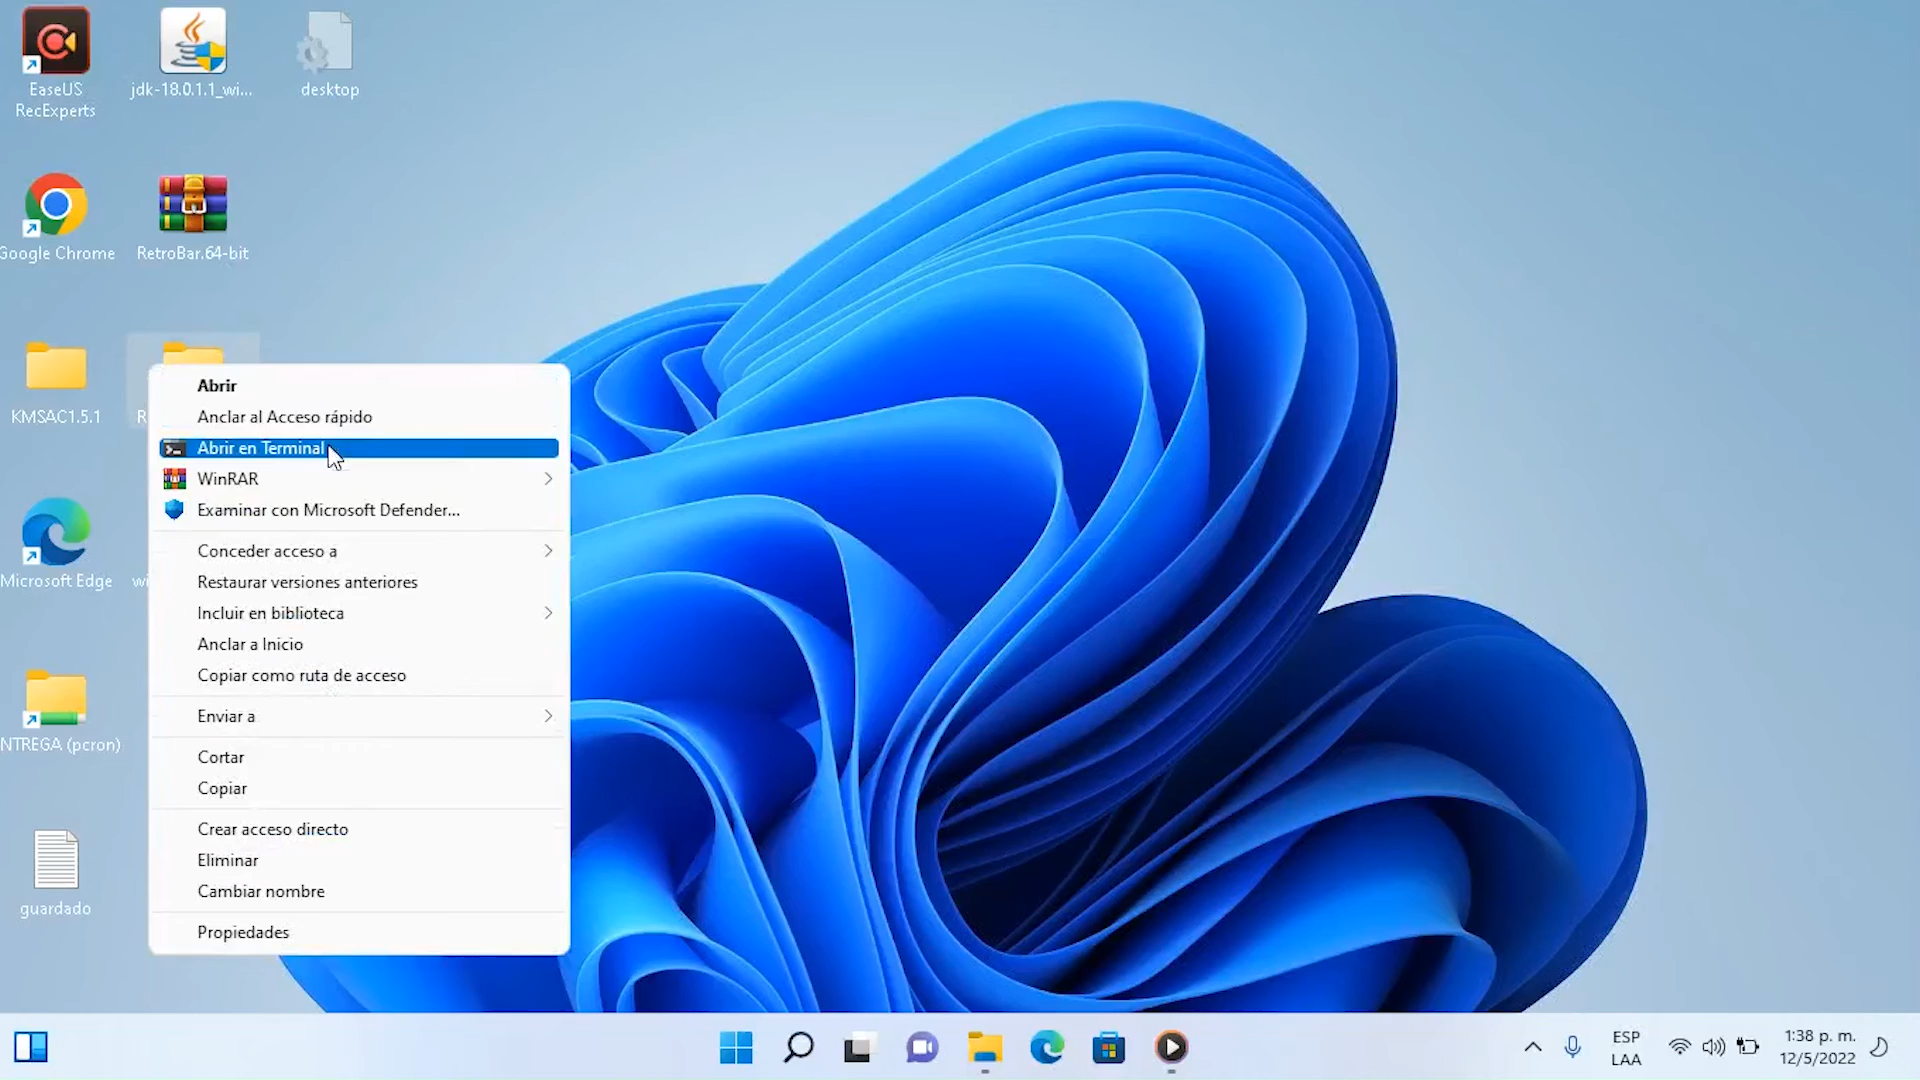 EaseUS
RecExperts
jdk-18.0.1.1_wi...
desktop
Google Chrome
RetroBar.64-bit
KMSAC1.5.1
R
Microsoft Edge
wi
NTREGA (pcron)
guardado
Abrir
Anclar al Acceso rápido
Abrir en Terminal
WinRAR
Examinar con Microsoft Defender...
Conceder acceso a
Restaurar versiones anteriores
Incluir en biblioteca
Anclar a Inicio
Copiar como ruta de acceso
Enviar a
Cortar
Copiar
Crear acceso directo
Eliminar
Cambiar nombre
Propiedades
ESP
LAA
1:38 p. m.
12/5/2022